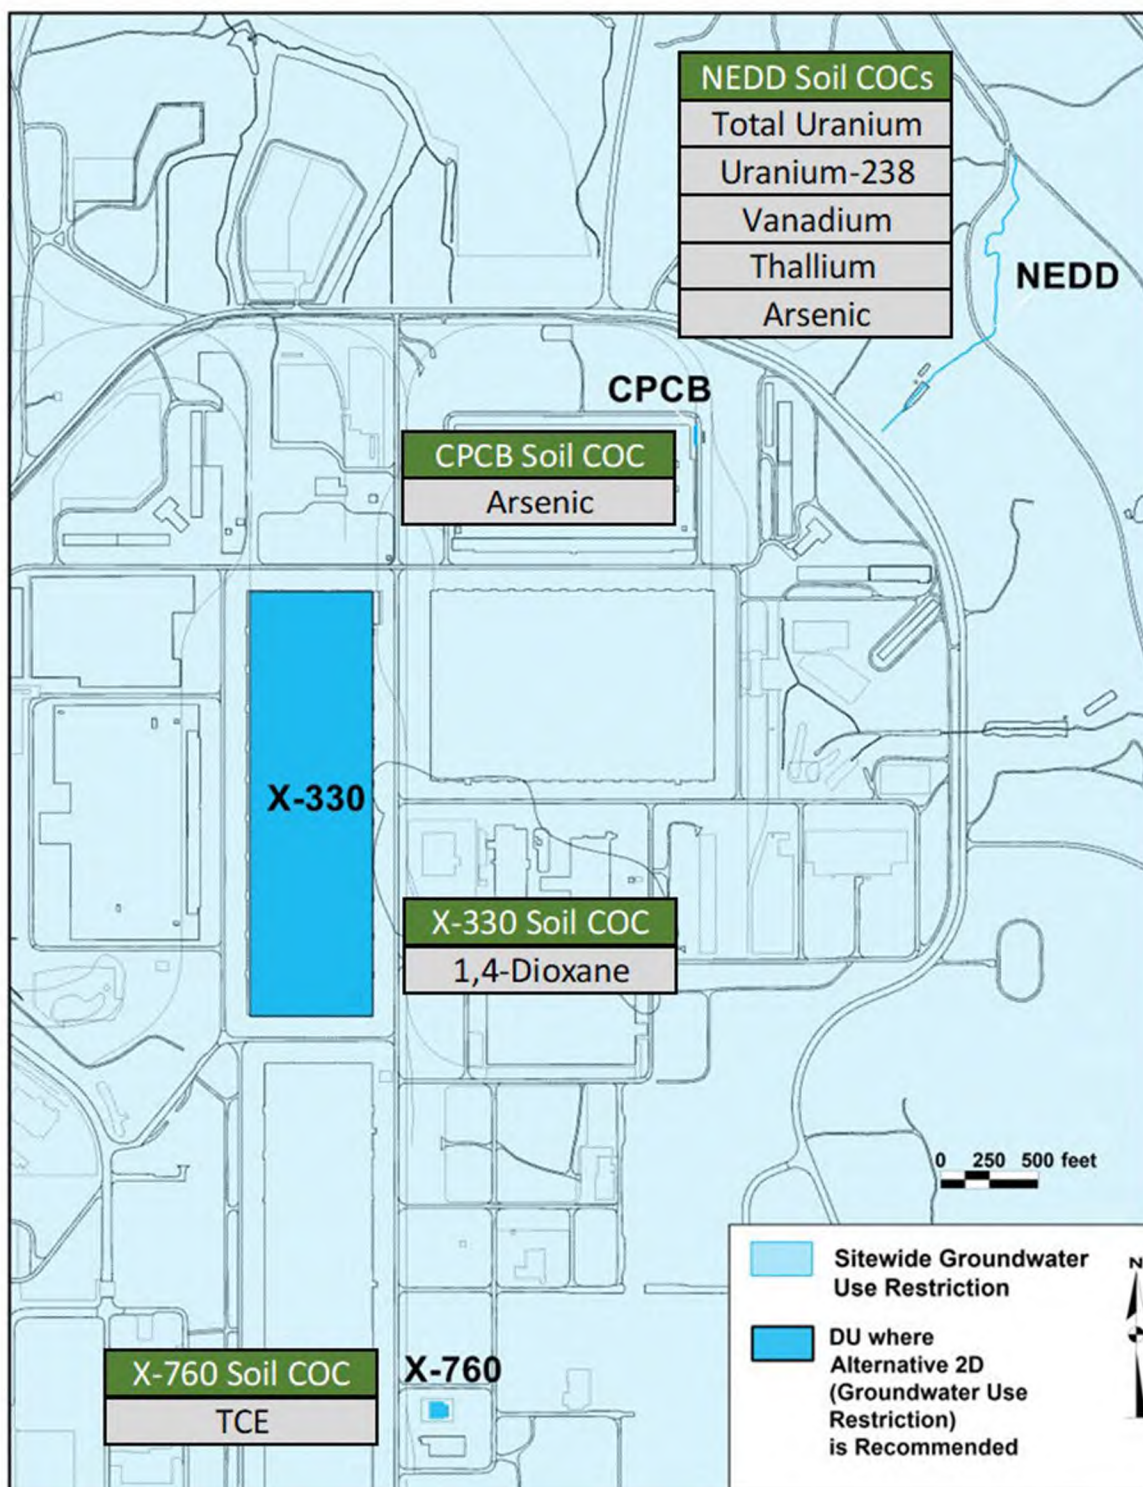 NEDD Soil COCs
Total Uranium
Uranium-238
Vanadium
Thallium
Arsenic
NEDD
CPCB
CPCB Soil COC
Arsenic
X-330
X-330 Soil COC
1,4-Dioxane
0 250 500 feet
Sitewide Groundwater
Use Restriction
N
DU where
Alternative 2D
(Groundwater Use
Restriction)
is Recommended
X-760 Soil COC
TCE
X-760